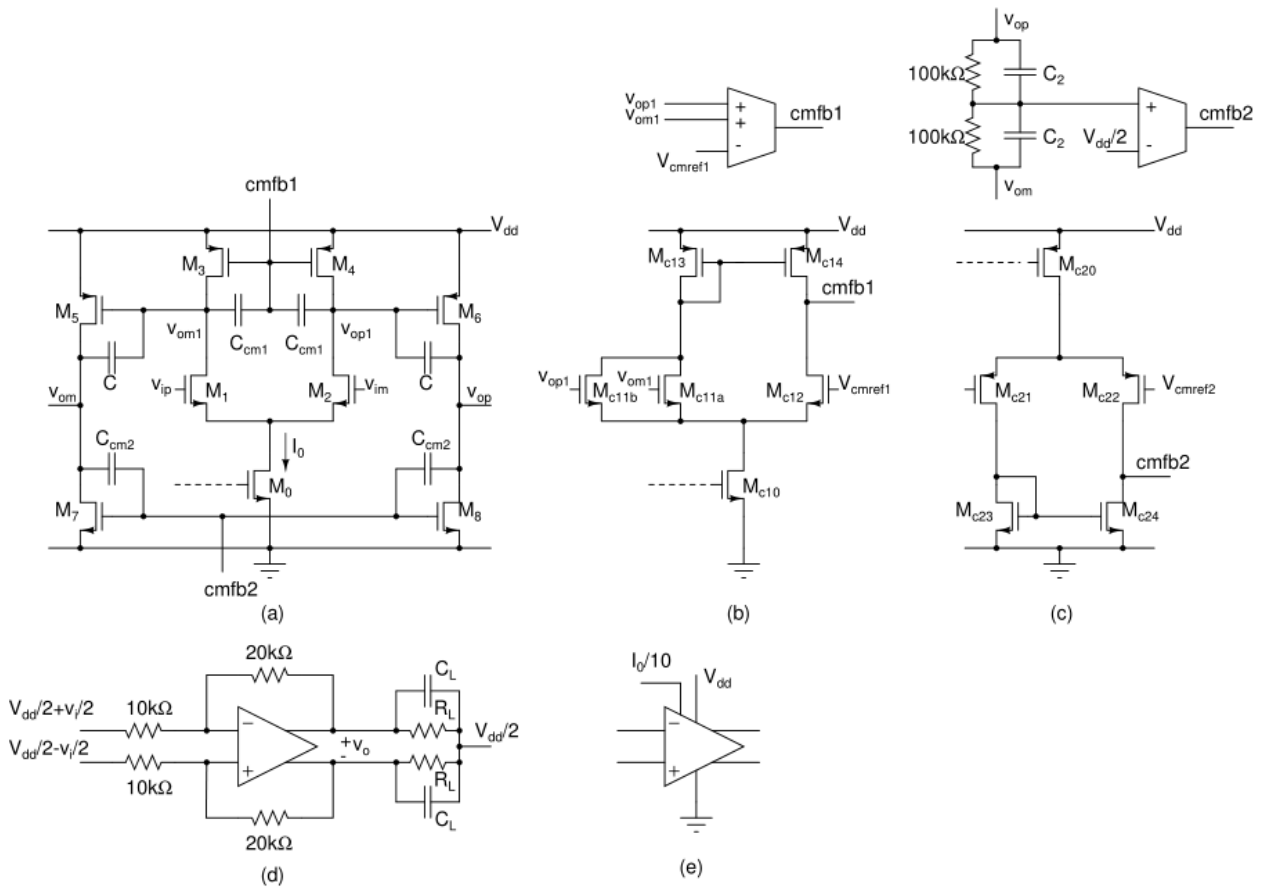 cmfb1
V_dd
M_3
M_4
M_5
M_6
v_om1
C_cm1
C_cm1
v_op1
C
C
v_ip
M_1
M_2
v_im
v_om
v_op
C_cm2
C_cm2
I_0
M_0
M_7
M_8
cmfb2
(a)
v_op1
v_om1
+
+
-
V_cmref1
cmfb1
V_dd
M_c13
M_c14
cmfb1
v_op1
M_c11b
v_om1
M_c11a
M_c12
V_cmref1
M_c10
(b)
v_op
100kΩ
C_2
100kΩ
C_2
v_om
+
-
V_dd/2
cmfb2
V_dd
M_c20
M_c21
M_c22
V_cmref2
cmfb2
M_c23
M_c24
(c)
20kΩ
V_dd/2+v_i/2
10kΩ
V_dd/2-v_i/2
10kΩ
−
+
+v_o
-
20kΩ
C_L
R_L
R_L
C_L
V_dd/2
(d)
I_0/10
V_dd
−
+
(e)